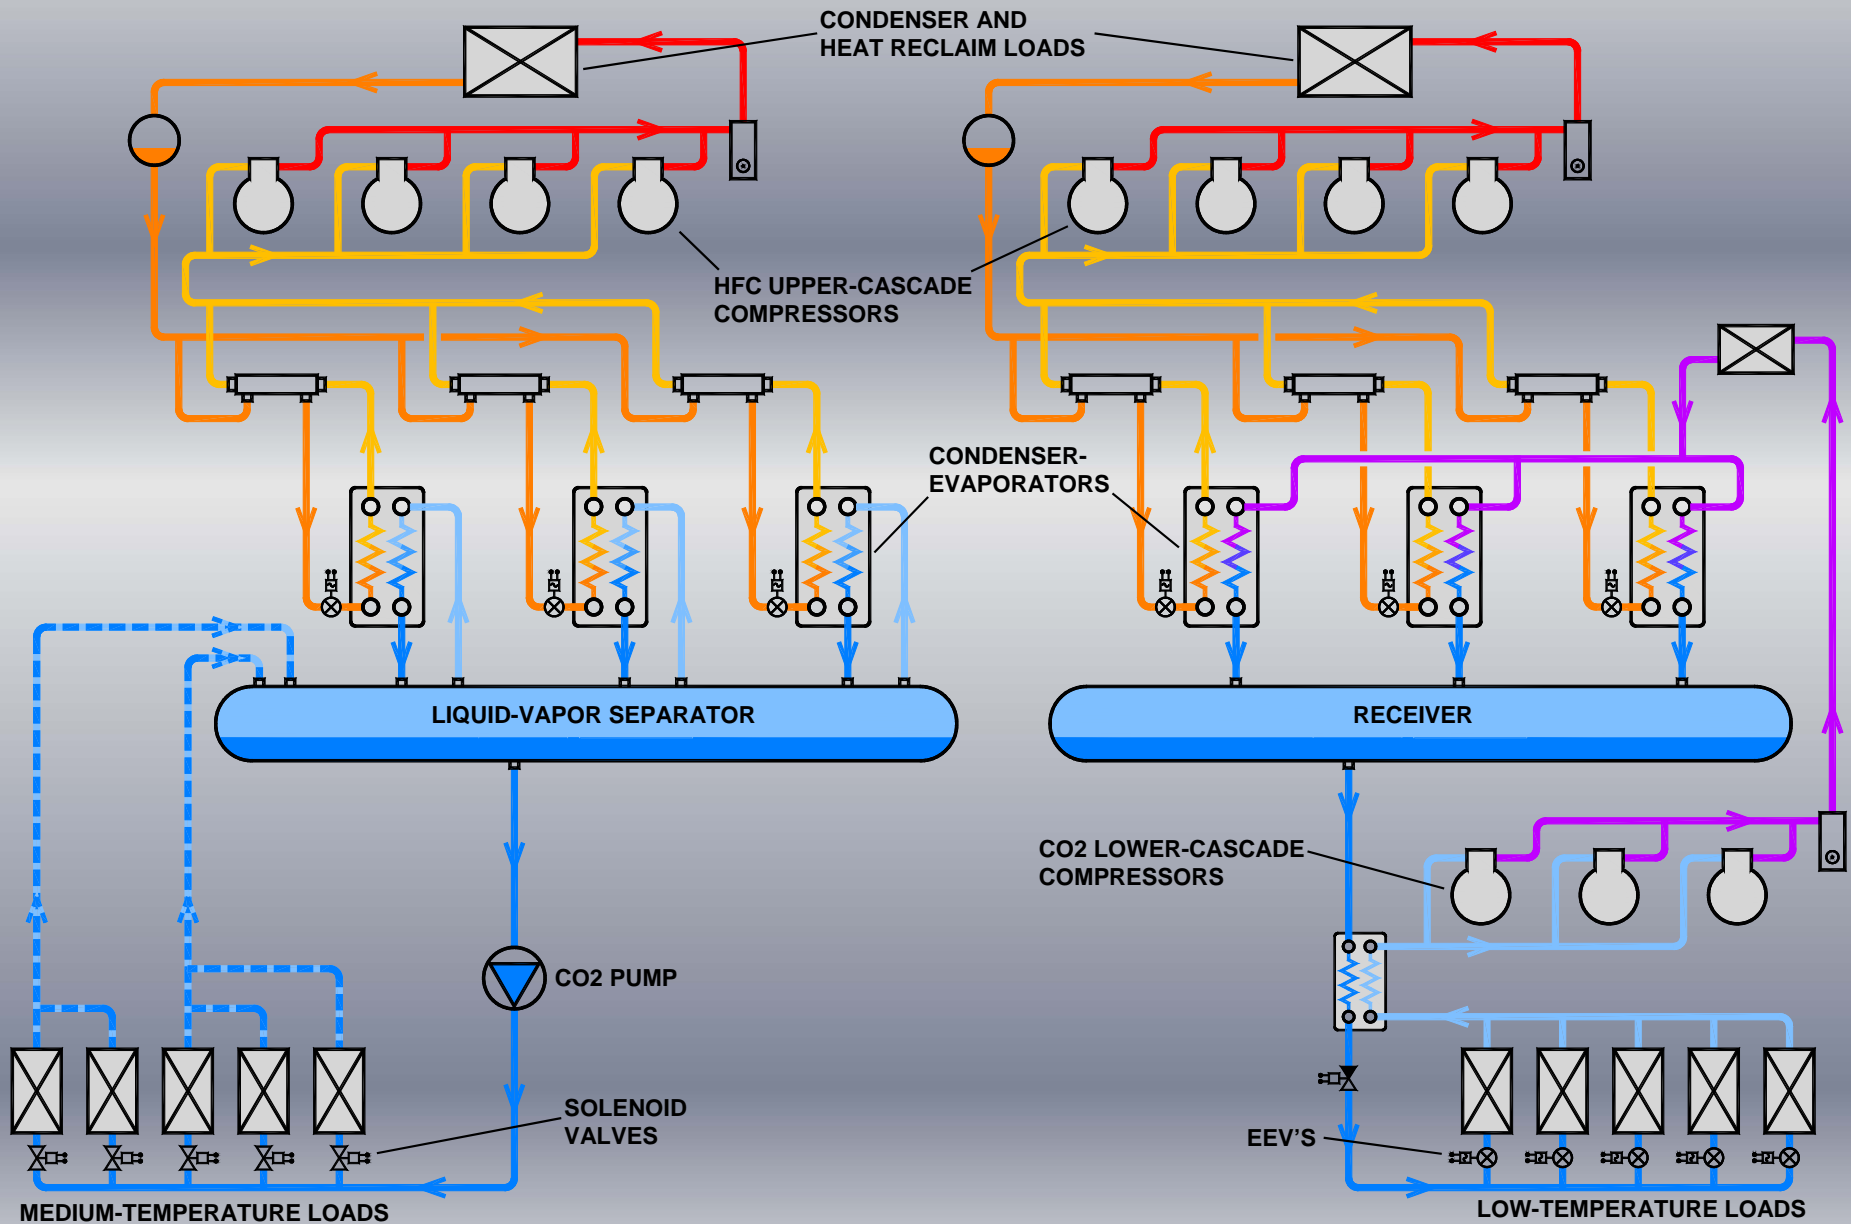 CONDENSER AND
HEAT RECLAIM LOADS
HFC UPPER-CASCADE
COMPRESSORS
CONDENSER-
EVAPORATORS
LIQUID-VAPOR SEPARATOR
RECEIVER
CO2 LOWER-CASCADE
COMPRESSORS
CO2 PUMP
SOLENOID
VALVES
EEV'S
MEDIUM-TEMPERATURE LOADS
LOW-TEMPERATURE LOADS